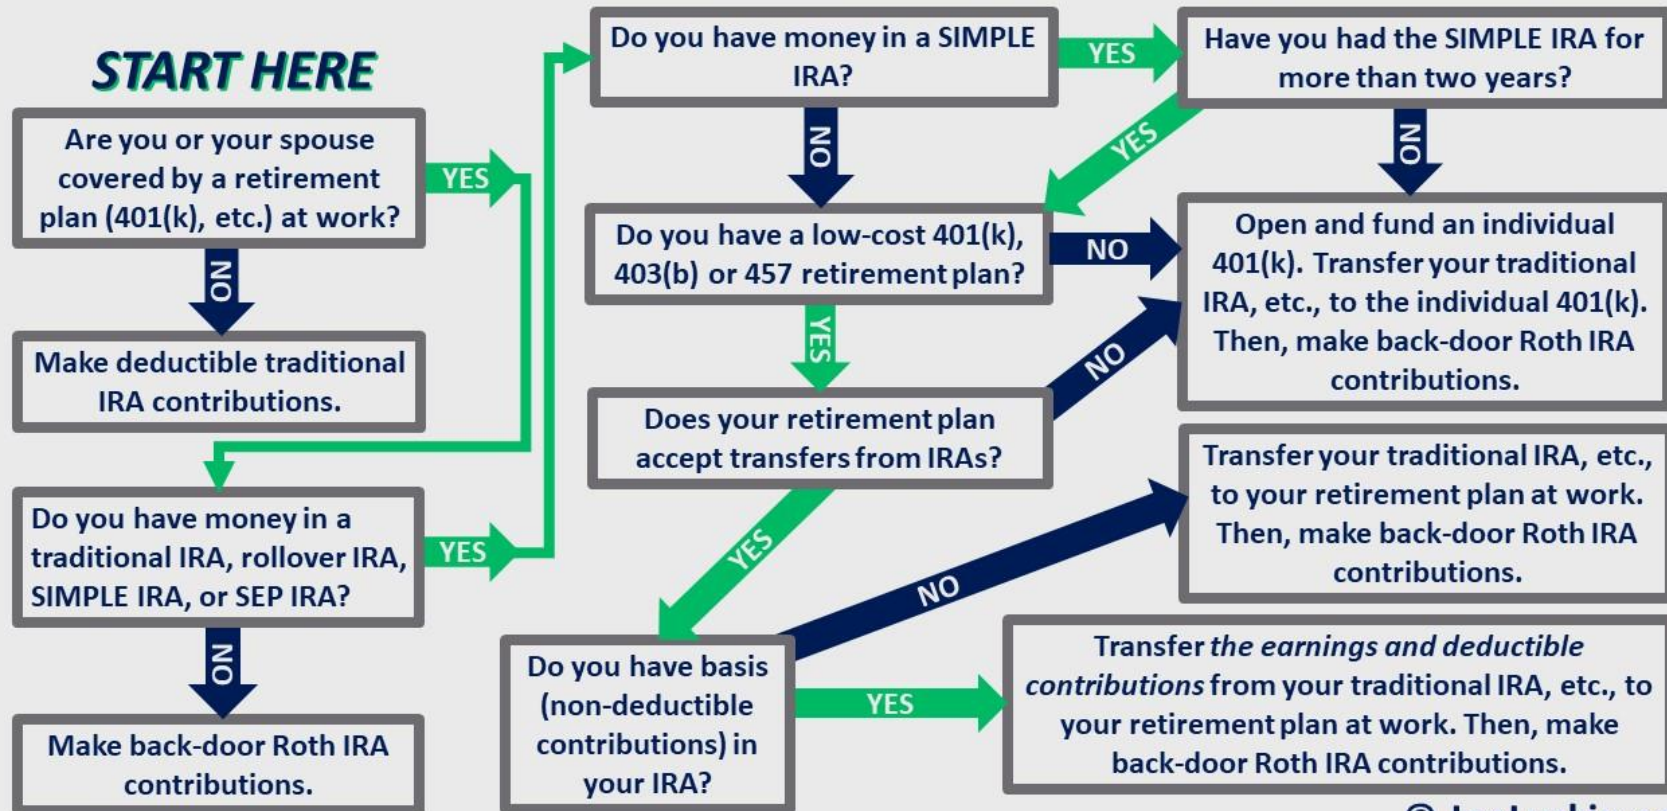 START HERE
Are you or your spouse
covered by a retirement
plan (401(k), etc.) at work?
YES
NO
Make deductible traditional
IRA contributions.
Do you have money in a
traditional IRA, rollover IRA,
SIMPLE IRA, or SEP IRA?
YES
NO
Make back-door Roth IRA
contributions.
Do you have money in a SIMPLE
IRA?
YES
NO
Have you had the SIMPLE IRA for
more than two years?
YES
NO
Do you have a low-cost 401(k),
403(b) or 457 retirement plan?
NO
YES
Open and fund an individual
401(k). Transfer your traditional
IRA, etc., to the individual 401(k).
Then, make back-door Roth IRA
contributions.
Does your retirement plan
accept transfers from IRAs?
NO
YES
Transfer your traditional IRA, etc.,
to your retirement plan at work.
Then, make back-door Roth IRA
contributions.
Do you have basis
(non-deductible
contributions) in
your IRA?
NO
YES
Transfer the earnings and deductible
contributions from your traditional IRA, etc., to
your retirement plan at work. Then, make
back-door Roth IRA contributions.